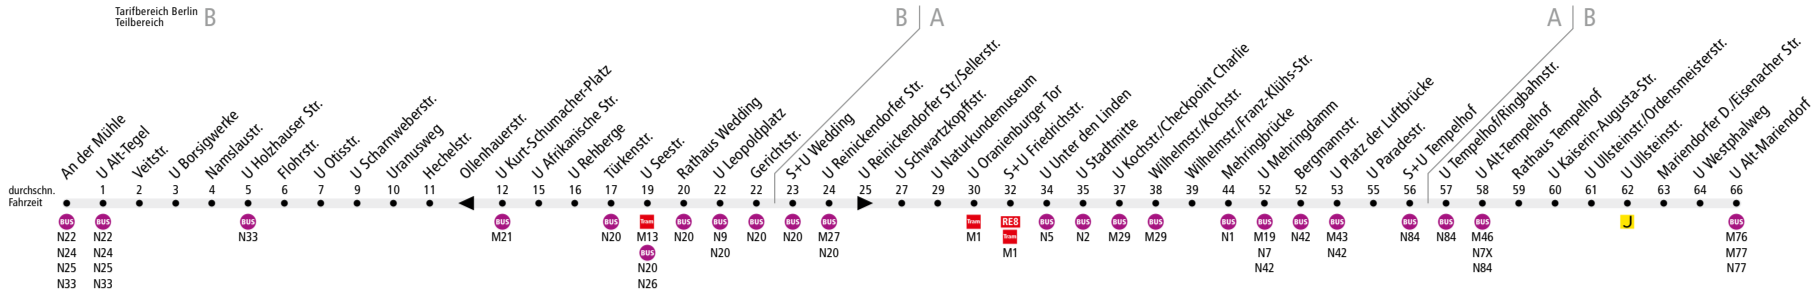 Tarifbereich Berlin
Teilbereich
B
B
A
A
B
An der Mühle
U Alt-Tegel
Veitstr.
U Borsigwerke
Namslaustr.
U Holzhauser Str.
Flohrstr.
U Otisstr.
U Scharnweberstr.
Uranusweg
Hechelstr.
Ollenhauerstr.
U Kurt-Schumacher-Platz
U Afrikanische Str.
U Rehberge
Türkenstr.
U Seestr.
Rathaus Wedding
U Leopoldplatz
Gerichtstr.
S+U Wedding
U Reinickendorfer Str.
U Reinickendorfer Str./Sellerstr.
U Schwartzkopffstr.
U Naturkundemuseum
U Oranienburger Tor
S+U Friedrichstr.
U Unter den Linden
U Stadtmitte
U Kochstr./Checkpoint Charlie
Wilhelmstr./Kochstr.
Wilhelmstr./Franz-Klühs-Str.
Mehringbrücke
U Mehringdamm
Bergmannstr.
U Platz der Luftbrücke
U Paradestr.
S+U Tempelhof
U Tempelhof/Ringbahnstr.
U Alt-Tempelhof
Rathaus Tempelhof
U Kaiserin-Augusta-Str.
U Ullsteinstr./Ordensmeisterstr.
U Ullsteinstr.
Mariendorfer D./Eisenacher Str.
U Westphalweg
U Alt-Mariendorf
durchschn. 1 2 3 4 5 6 7 9 10 11 12 15 16 17 19 20 22 22 23 24 25 27 29 30 32 34 35 37 38 39 44 52 52 53 55 56 57 58 59 60 61 62 63 64 66
Fahrzeit
BUS BUS BUS BUS BUS Tram BUS BUS BUS BUS BUS Tram RE8 BUS BUS BUS BUS BUS BUS BUS BUS BUS BUS BUS J BUS
N22 N22 N33 M21 N20 M13 N20 N9 N20 N20 M27 M1 Tram N5 N2 M29 M29 N1 M19 N42 M43 N84 N84 M46 M76
N24 N24 BUS N20 N20 M1 N7 N42 N7X M77
N25 N25 N20 N42 N84 N77
N33 N33 N26